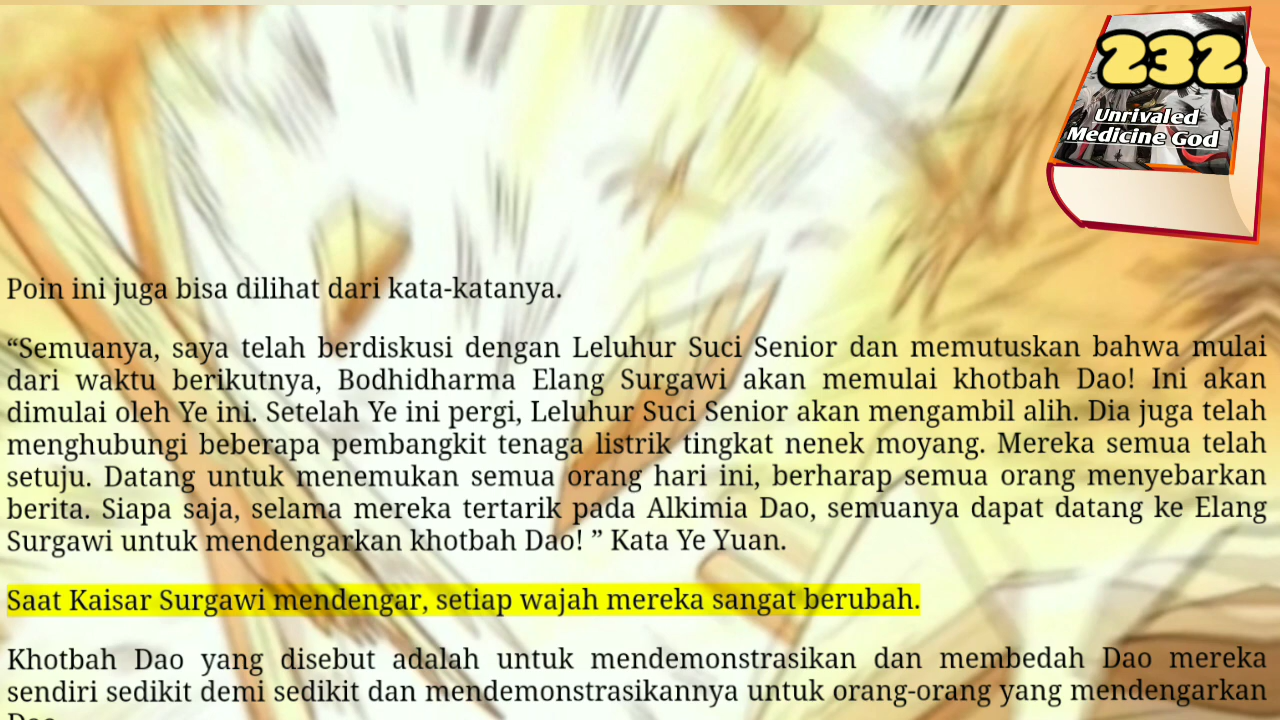 232
Unrivaled
Medicine God
Poin ini juga bisa dilihat dari kata-katanya.
“Semuanya, saya telah berdiskusi dengan Leluhur Suci Senior dan memutuskan bahwa mulai
dari waktu berikutnya, Bodhidharma Elang Surgawi akan memulai khotbah Dao! Ini akan
dimulai oleh Ye ini. Setelah Ye ini pergi, Leluhur Suci Senior akan mengambil alih. Dia juga telah
menghubungi beberapa pembangkit tenaga listrik tingkat nenek moyang. Mereka semua telah
setuju. Datang untuk menemukan semua orang hari ini, berharap semua orang menyebarkan
berita. Siapa saja, selama mereka tertarik pada Alkimia Dao, semuanya dapat datang ke Elang
Surgawi untuk mendengarkan khotbah Dao! ” Kata Ye Yuan.
Saat Kaisar Surgawi mendengar, setiap wajah mereka sangat berubah.
Khotbah Dao yang disebut adalah untuk mendemonstrasikan dan membedah Dao mereka
sendiri sedikit demi sedikit dan mendemonstrasikannya untuk orang-orang yang mendengarkan